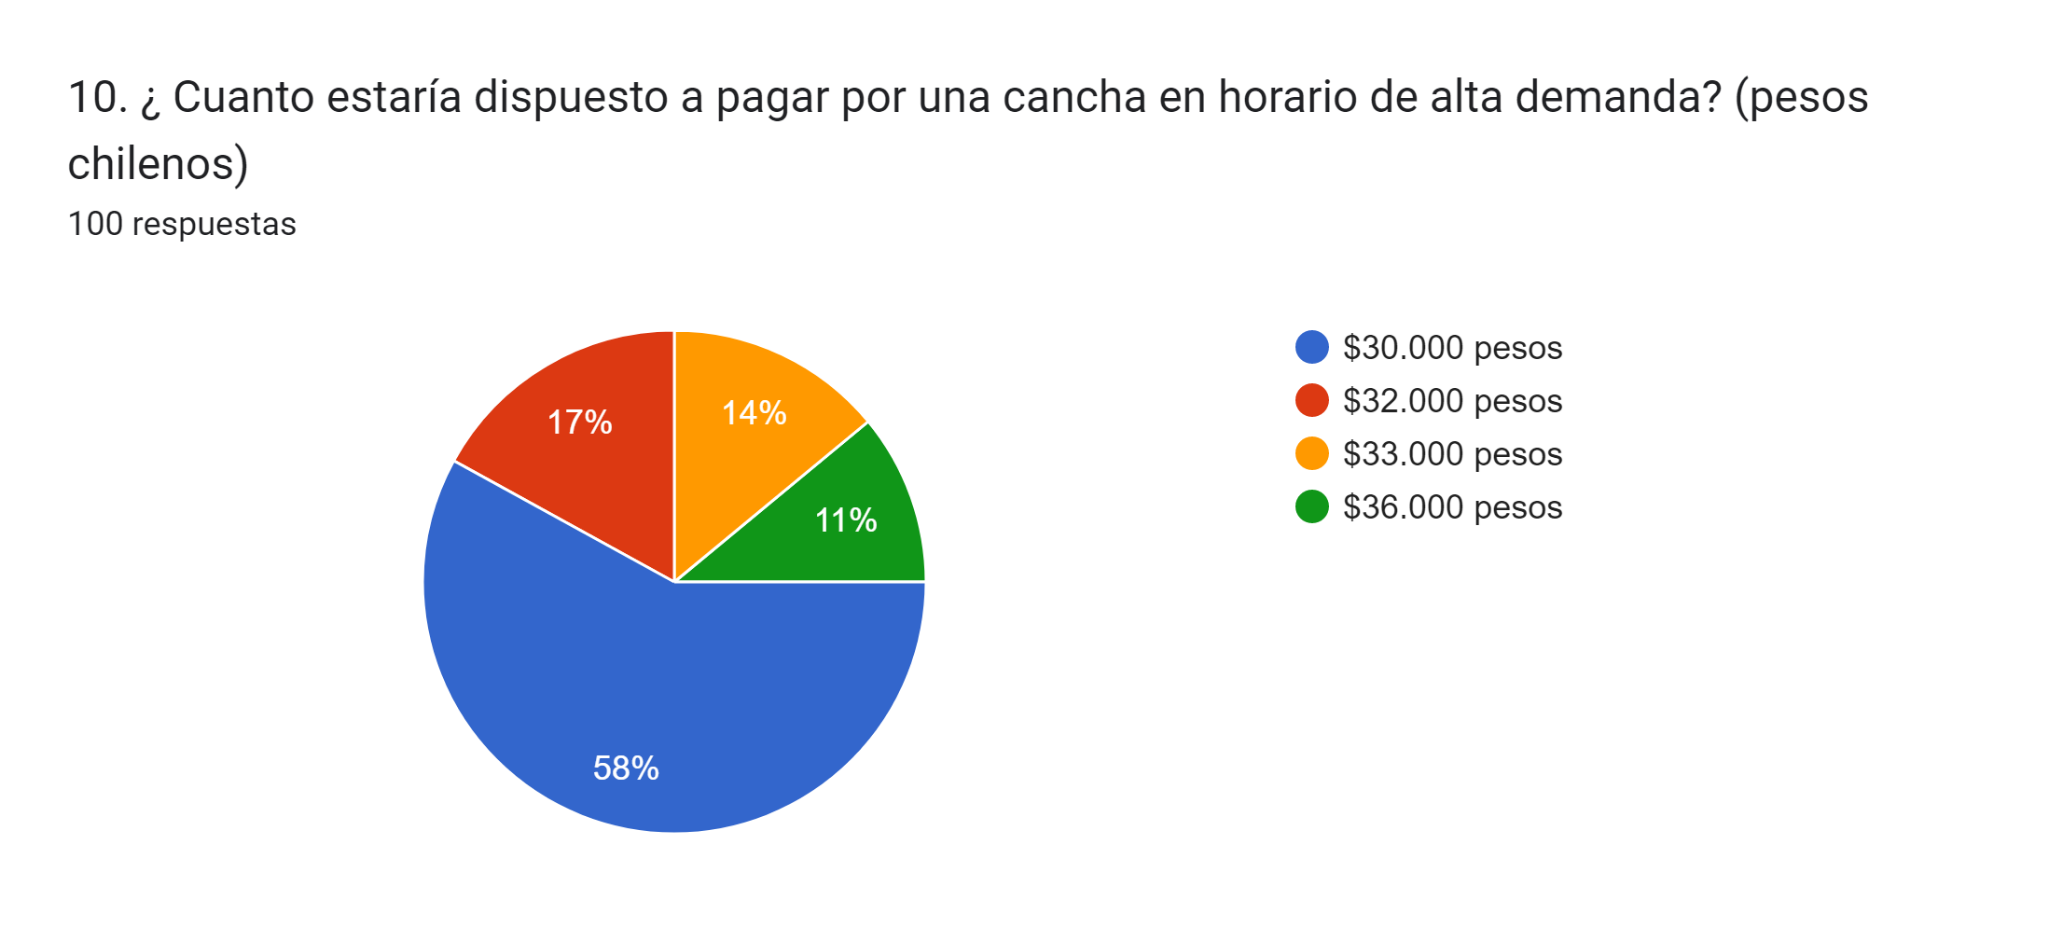 10. ¿ Cuanto estaría dispuesto a pagar por una cancha en horario de alta demanda? (pesos
chilenos)
100 respuestas
17%
14%
11%
58%
$30.000 pesos
$32.000 pesos
$33.000 pesos
$36.000 pesos